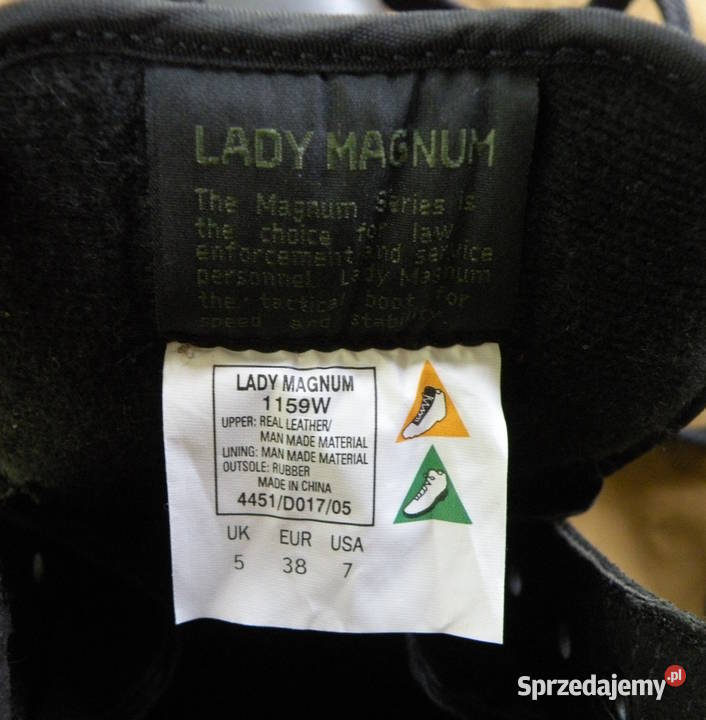 LADY MAGNUM
The Magnum Series is
the choice for law
enforcement and service
personnel. Lady Magnum
the tactical boot for
speed and stability.
LADY MAGNUM
1159W
UPPER: REAL LEATHER/
MAN MADE MATERIAL
LINING: MAN MADE MATERIAL
OUTSOLE: RUBBER
MADE IN CHINA
4451/D017/05
UK EUR USA
5 38 7
Sprzedajemy.pl